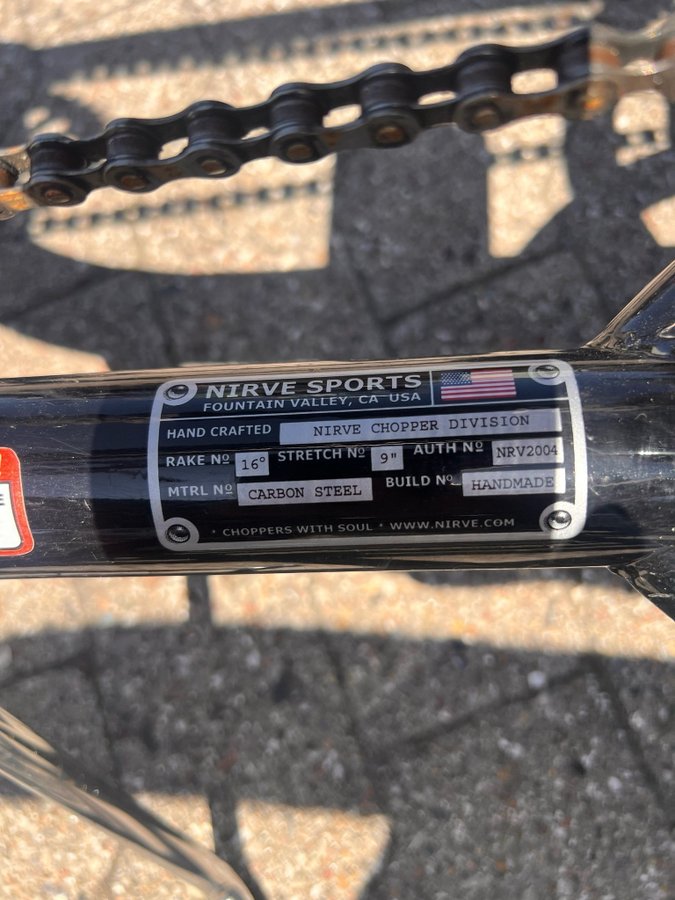 NIRVE SPORTS
FOUNTAIN VALLEY, CA USA
HAND CRAFTED NIRVE CHOPPER DIVISION
RAKE Nº 16° STRETCH Nº 9" AUTH Nº NRV2004
MTRL Nº CARBON STEEL BUILD Nº HANDMADE
* CHOPPERS WITH SOUL * WWW.NIRVE.COM